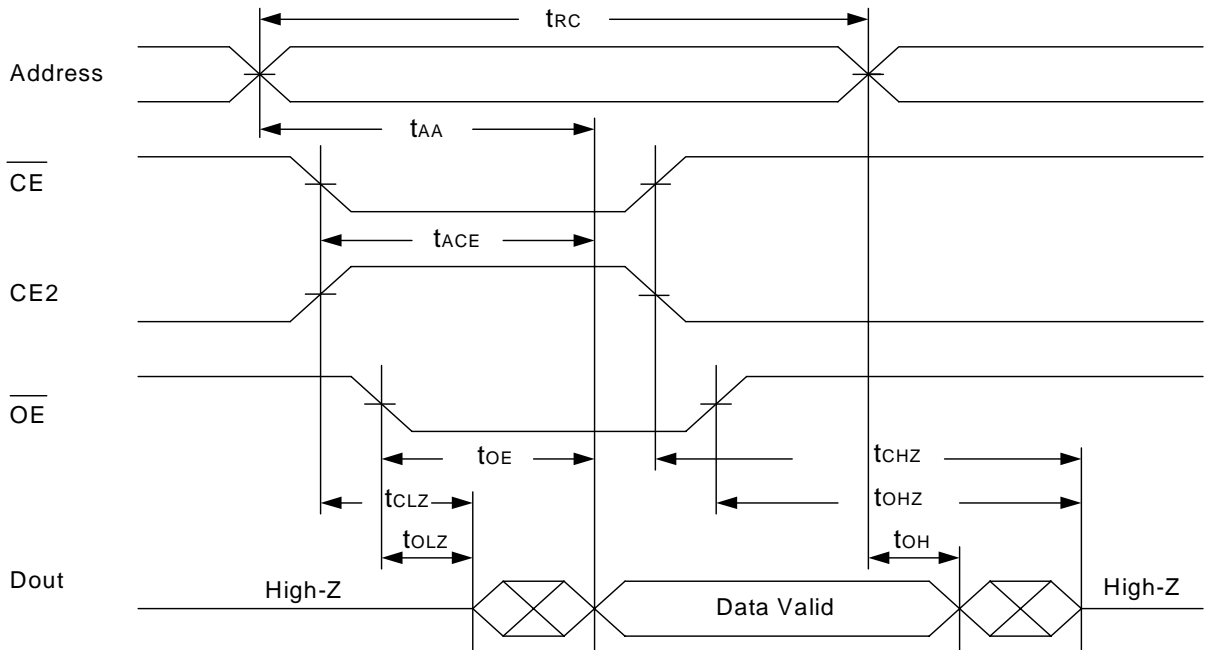 tRC
Address
tAA
CE
tACE
CE2
OE
tOE
tCHZ
tCLZ
tOHZ
tOLZ
tOH
Dout
High-Z
Data Valid
High-Z